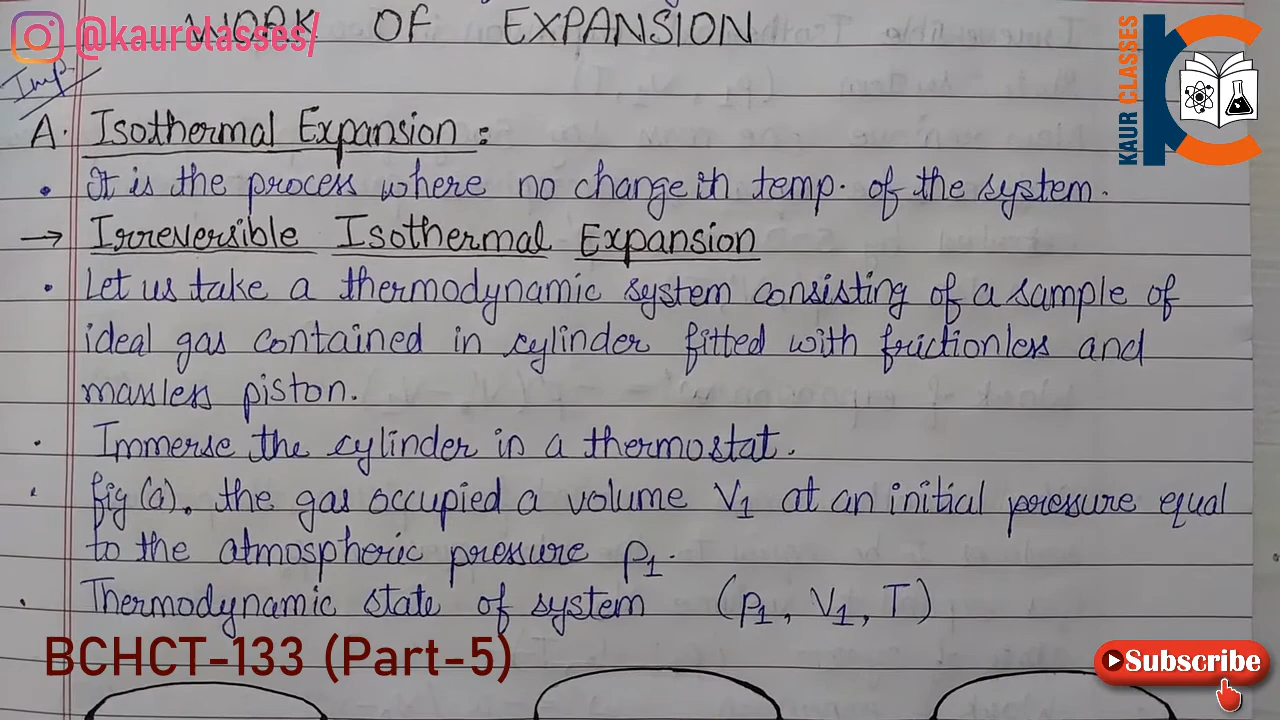 WORK OF EXPANSION
@kaurclasses/
Imp.
KAUR CLASSES
A. Isothermal Expansion :
• It is the process where no change in temp. of the system.
→ Irreversible Isothermal Expansion
• Let us take a thermodynamic system consisting of a sample of
ideal gas contained in cylinder fitted with frictionless and
massless piston.
• Immerse the cylinder in a thermostat.
• fig (a). the gas occupied a volume V1 at an initial pressure equal
to the atmospheric pressure p1.
• Thermodynamic state of system (p1, V1, T)
BCHCT-133 (Part-5)
Subscribe